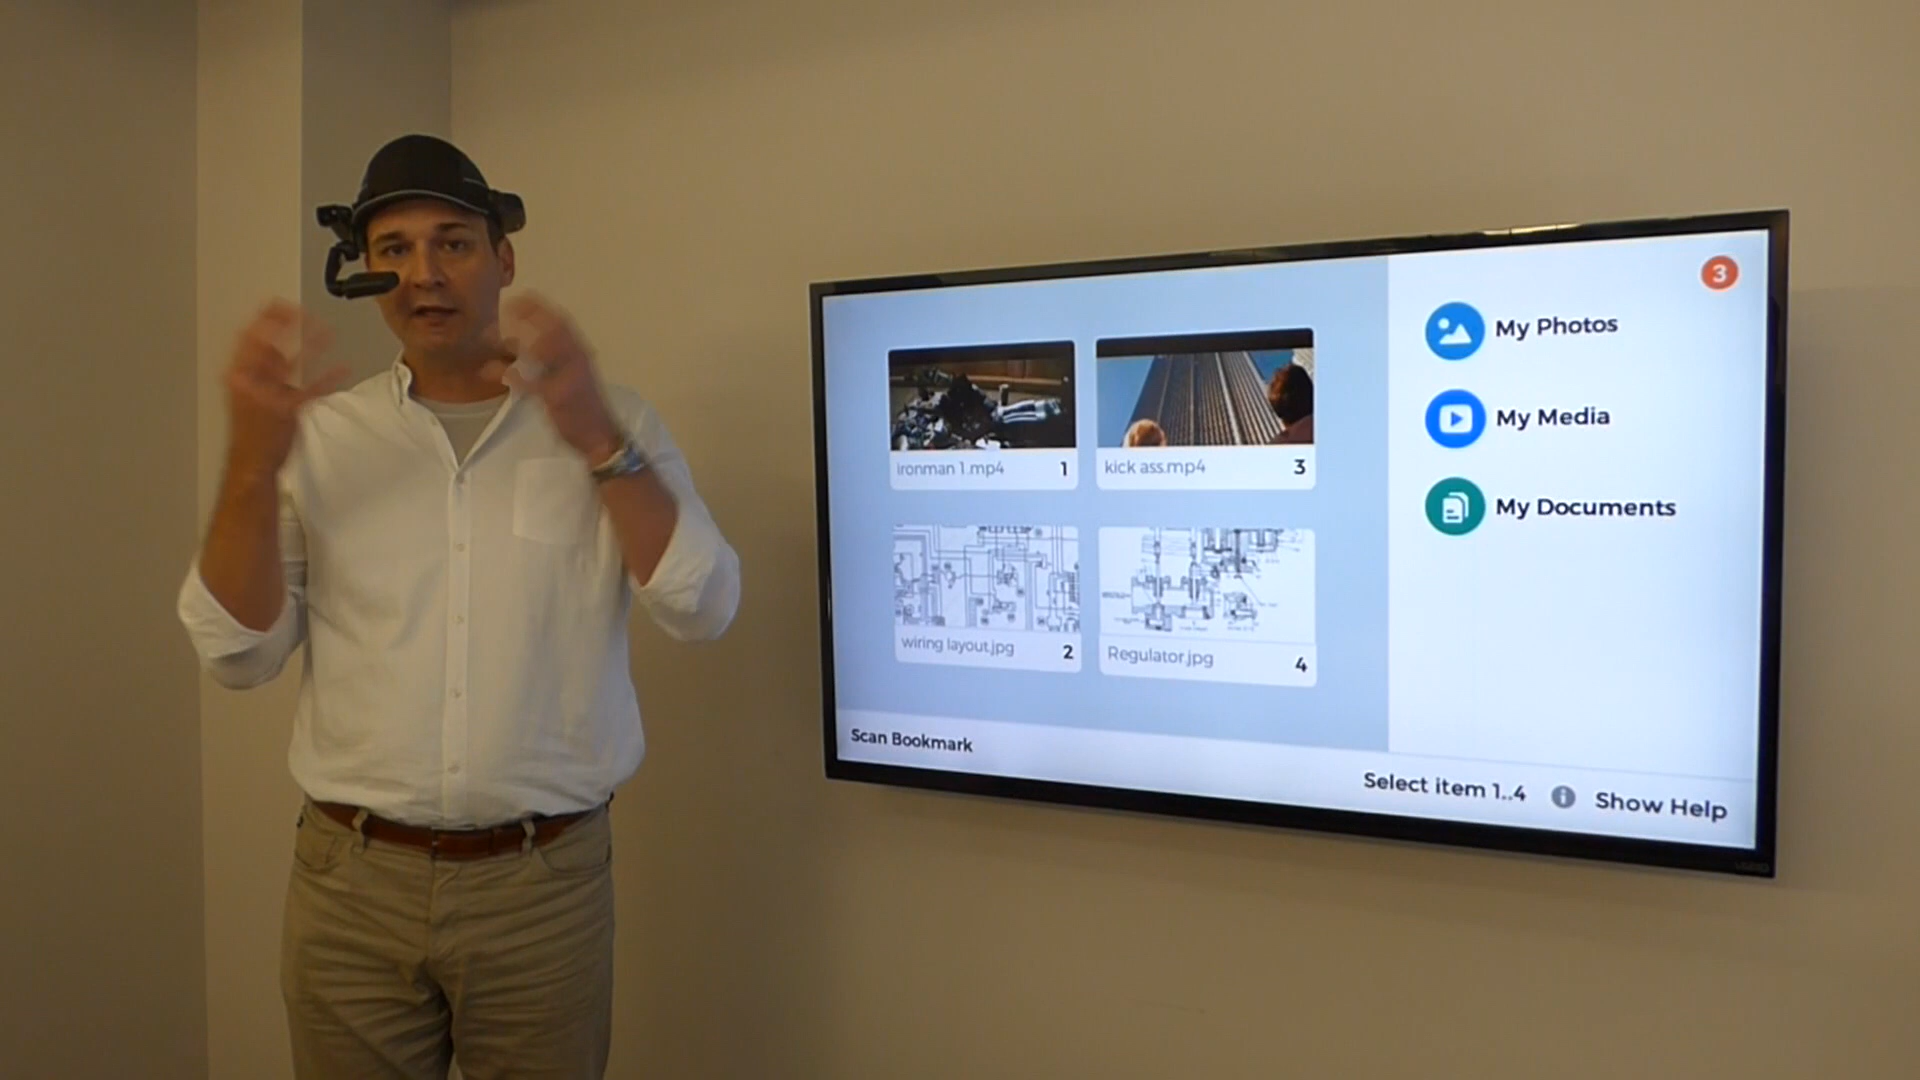 3
My Photos
My Media
My Documents
ironman 1.mp4 1
kick ass.mp4 3
wiring layout.jpg 2
Regulator.jpg 4
Scan Bookmark
Select item 1..4
Show Help